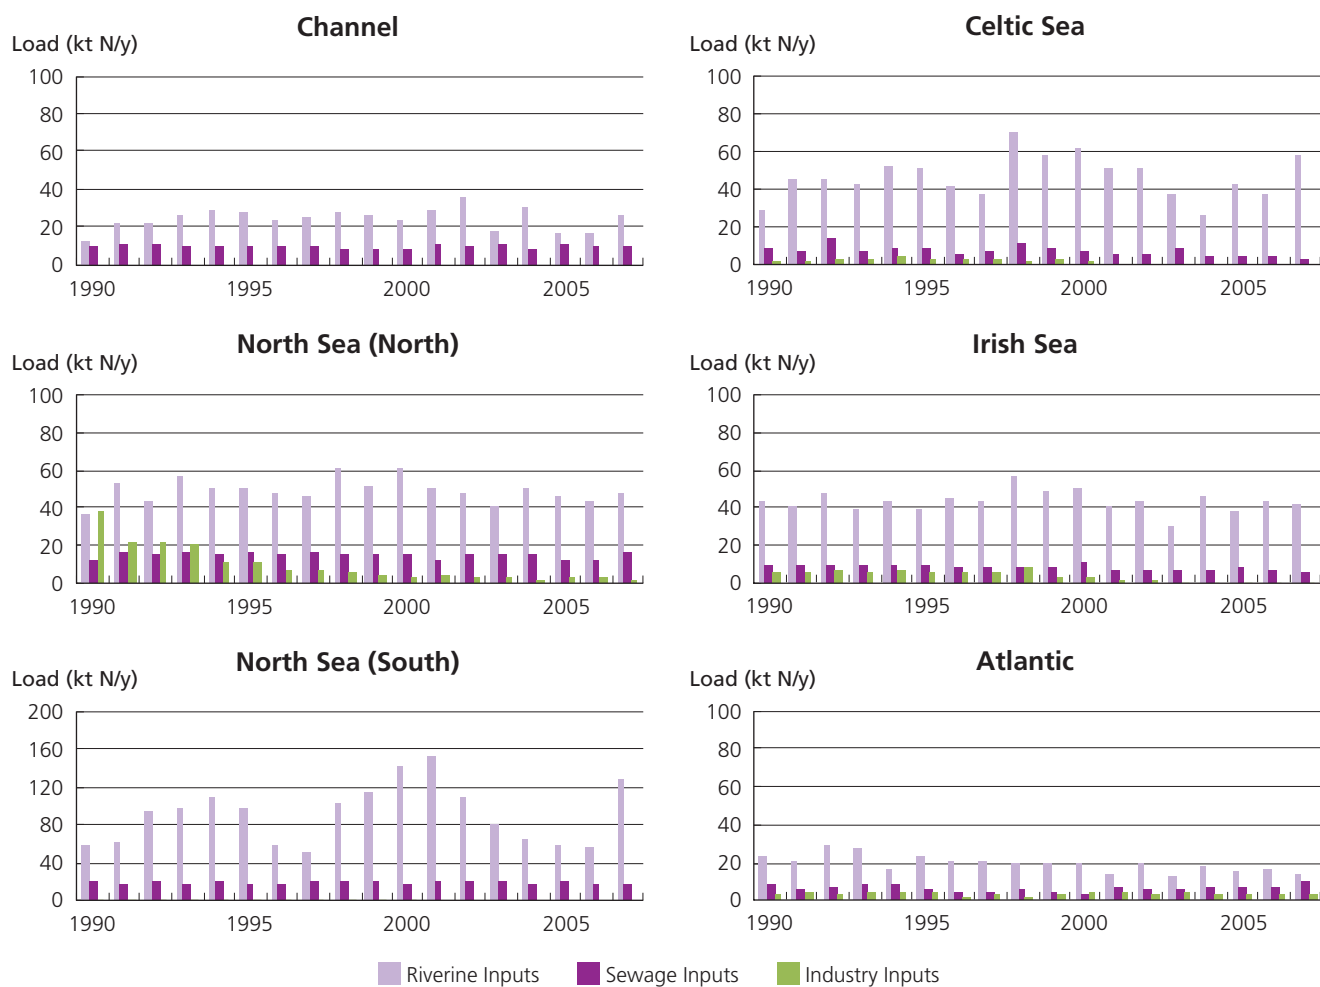 Channel
Load (kt N/y)
100
80
60
40
20
0
1990 1995 2000 2005
Celtic Sea
Load (kt N/y)
100
80
60
40
20
0
1990 1995 2000 2005
North Sea (North)
Load (kt N/y)
100
80
60
40
20
0
1990 1995 2000 2005
Irish Sea
Load (kt N/y)
100
80
60
40
20
0
1990 1995 2000 2005
North Sea (South)
Load (kt N/y)
200
160
120
80
40
0
1990 1995 2000 2005
Atlantic
Load (kt N/y)
100
80
60
40
20
0
1990 1995 2000 2005
Riverine Inputs Sewage Inputs Industry Inputs